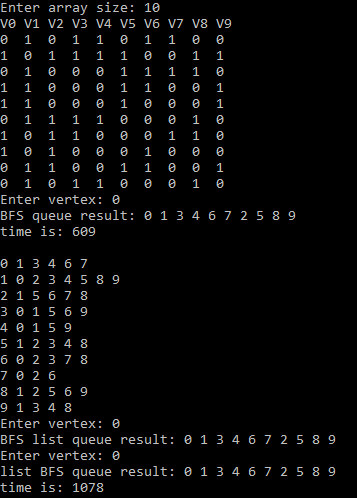 Enter array size: 10
V0 V1 V2 V3 V4 V5 V6 V7 V8 V9
0 1 0 1 1 0 1 1 0 0
1 0 1 1 1 1 0 0 1 1
0 1 0 0 0 1 1 1 1 0
1 1 0 0 0 1 1 0 0 1
1 1 0 0 0 1 0 0 0 1
0 1 1 1 1 0 0 0 1 0
1 0 1 1 0 0 0 1 1 0
1 0 1 0 0 0 1 0 0 0
0 1 1 0 0 1 1 0 0 1
0 1 0 1 1 0 0 0 1 0
Enter vertex: 0
BFS queue result: 0 1 3 4 6 7 2 5 8 9
time is: 609

0 1 3 4 6 7
1 0 2 3 4 5 8 9
2 1 5 6 7 8
3 0 1 5 6 9
4 0 1 5 9
5 1 2 3 4 8
6 0 2 3 7 8
7 0 2 6
8 1 2 5 6 9
9 1 3 4 8
Enter vertex: 0
BFS list queue result: 0 1 3 4 6 7 2 5 8 9
Enter vertex: 0
list BFS queue result: 0 1 3 4 6 7 2 5 8 9
time is: 1078